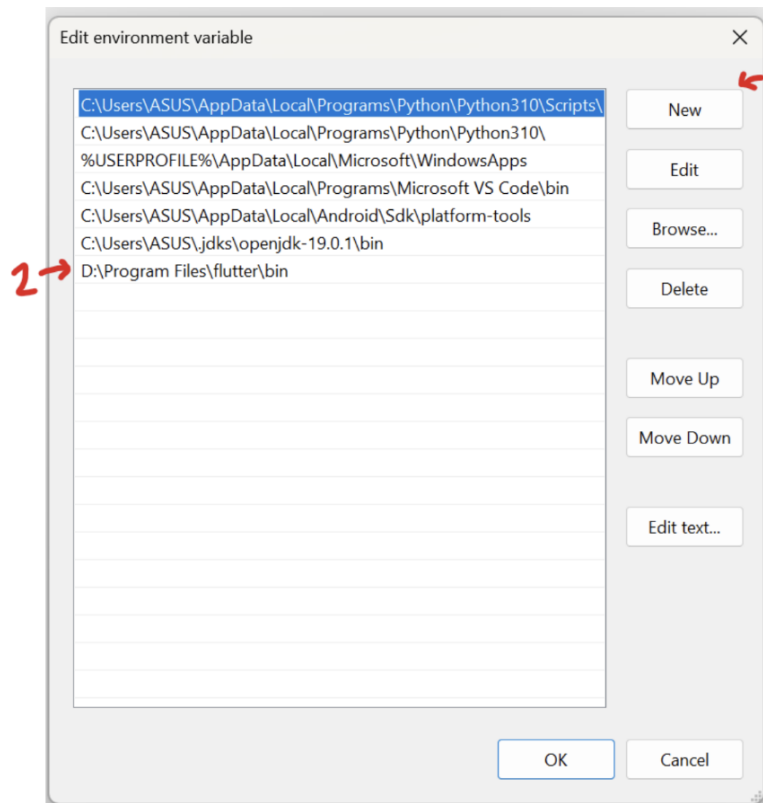 Edit environment variable
C:\Users\ASUS\AppData\Local\Programs\Python\Python310\Scripts\
New
C:\Users\ASUS\AppData\Local\Programs\Python\Python310\
%USERPROFILE%\AppData\Local\Microsoft\WindowsApps
Edit
C:\Users\ASUS\AppData\Local\Programs\Microsoft VS Code\bin
C:\Users\ASUS\AppData\Local\Android\Sdk\platform-tools
Browse...
C:\Users\ASUS\.jdks\openjdk-19.0.1\bin
2
D:\Program Files\flutter\bin
Delete
Move Up
Move Down
Edit text...
OK
Cancel